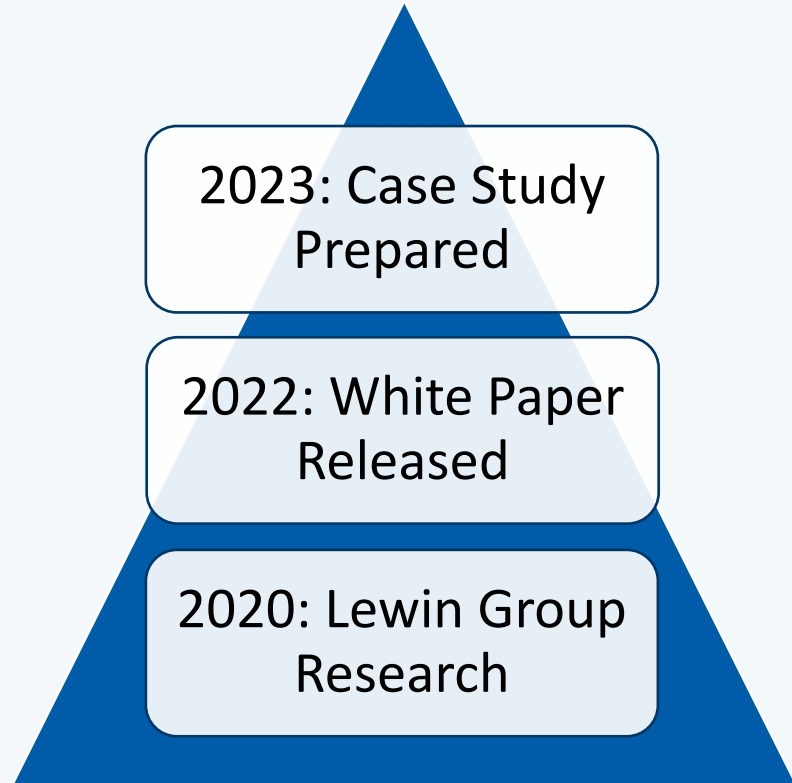 2023: Case Study
Prepared
2022: White Paper
Released
2020: Lewin Group
Research